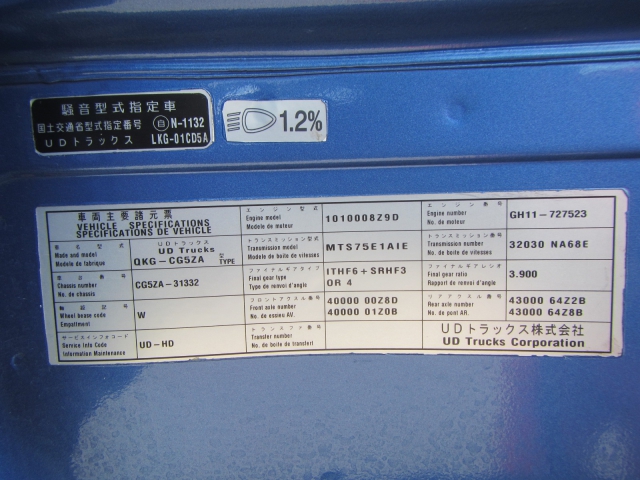 騒音型式指定車
国土交通省型式指定番号 自 N-1132
UDトラックス LKG-01CD5A
1.2%
車両主要諸元票
VEHICLE SPECIFICATIONS
SPECIFICATIONS DE VEHICLE
車名型式
Made and model
Modele de fabrique
UDトラックス
UD Trucks
QKG-CG5ZA 型 TYPE
車台番号
Chassis number
No. de chassis
CG5ZA-31332
軸距記号
Wheel bease code
Empattement
W
サービスインフォコード
Service Info Code
Information Maintenance
UD-HD
エンジン型式
Engine model
Modele de moteur
1010008Z9D
トランスミッション型式
Transmission model
No. de boite de vitesses
MTS75E1AIE
ファイナルギアタイプ
Final gear type
Type de renvoi d'angle
ITHF6+SRHF3
OR 4
フロントアクスル番号
Front axle number
No. de essieu AV.
40000 00Z8D
40000 01Z0B
トランスファ番号
Transfer number
No. de boite de transfert
エンジン番号
Engine number
No. de moteur
GH11-727523
トランスミッション番号
Transmission number
No. de boite de vitesses
32030 NA68E
ファイナルギアレシオ
Final gear ratio
Rapport de renvoi d'angle
3.900
リアアクスル番号
Rear axle number
No. de pont AR.
43000 64Z2B
43000 64Z8B
UDトラックス株式会社
UD Trucks Corporation